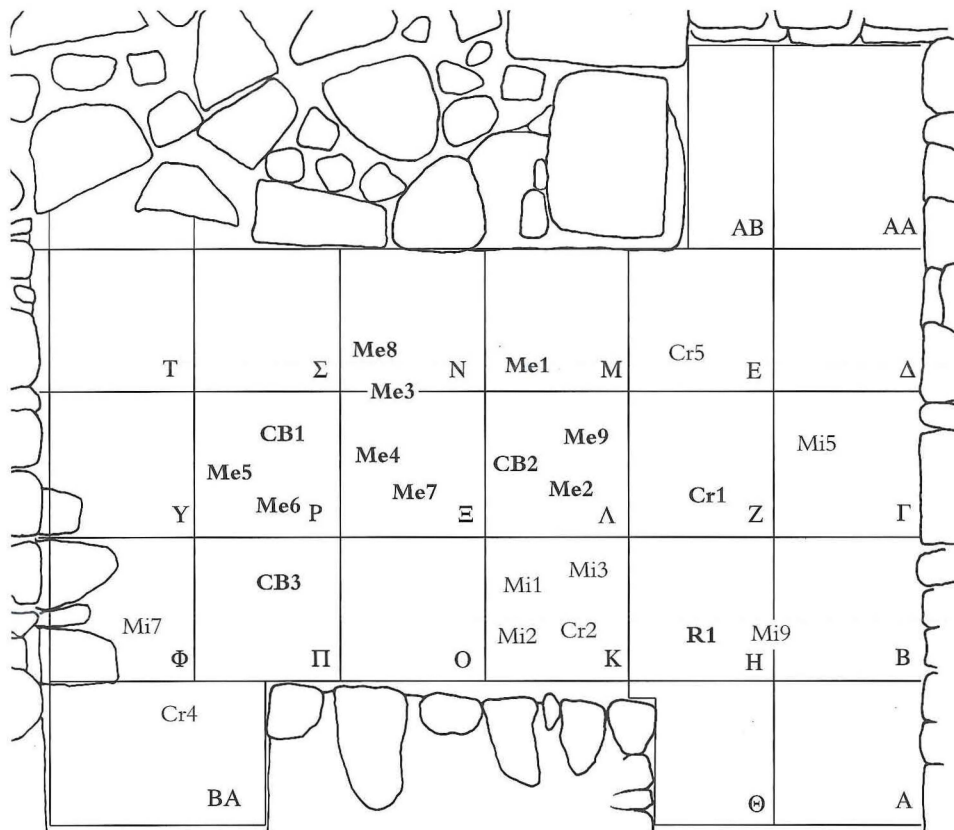 AB AA
Me8 Me1 Cr5
T Σ N M E Δ
Me3
CB1 Me9 Mi5
Me4 CB2
Me5 Me7 Me2 Cr1
Me6
Υ P Ξ Λ Z Γ
CB3 Mi1 Mi3
Mi7 Mi2 Cr2 R1 Mi9
Φ Π O K H B
Cr4
BA Θ A